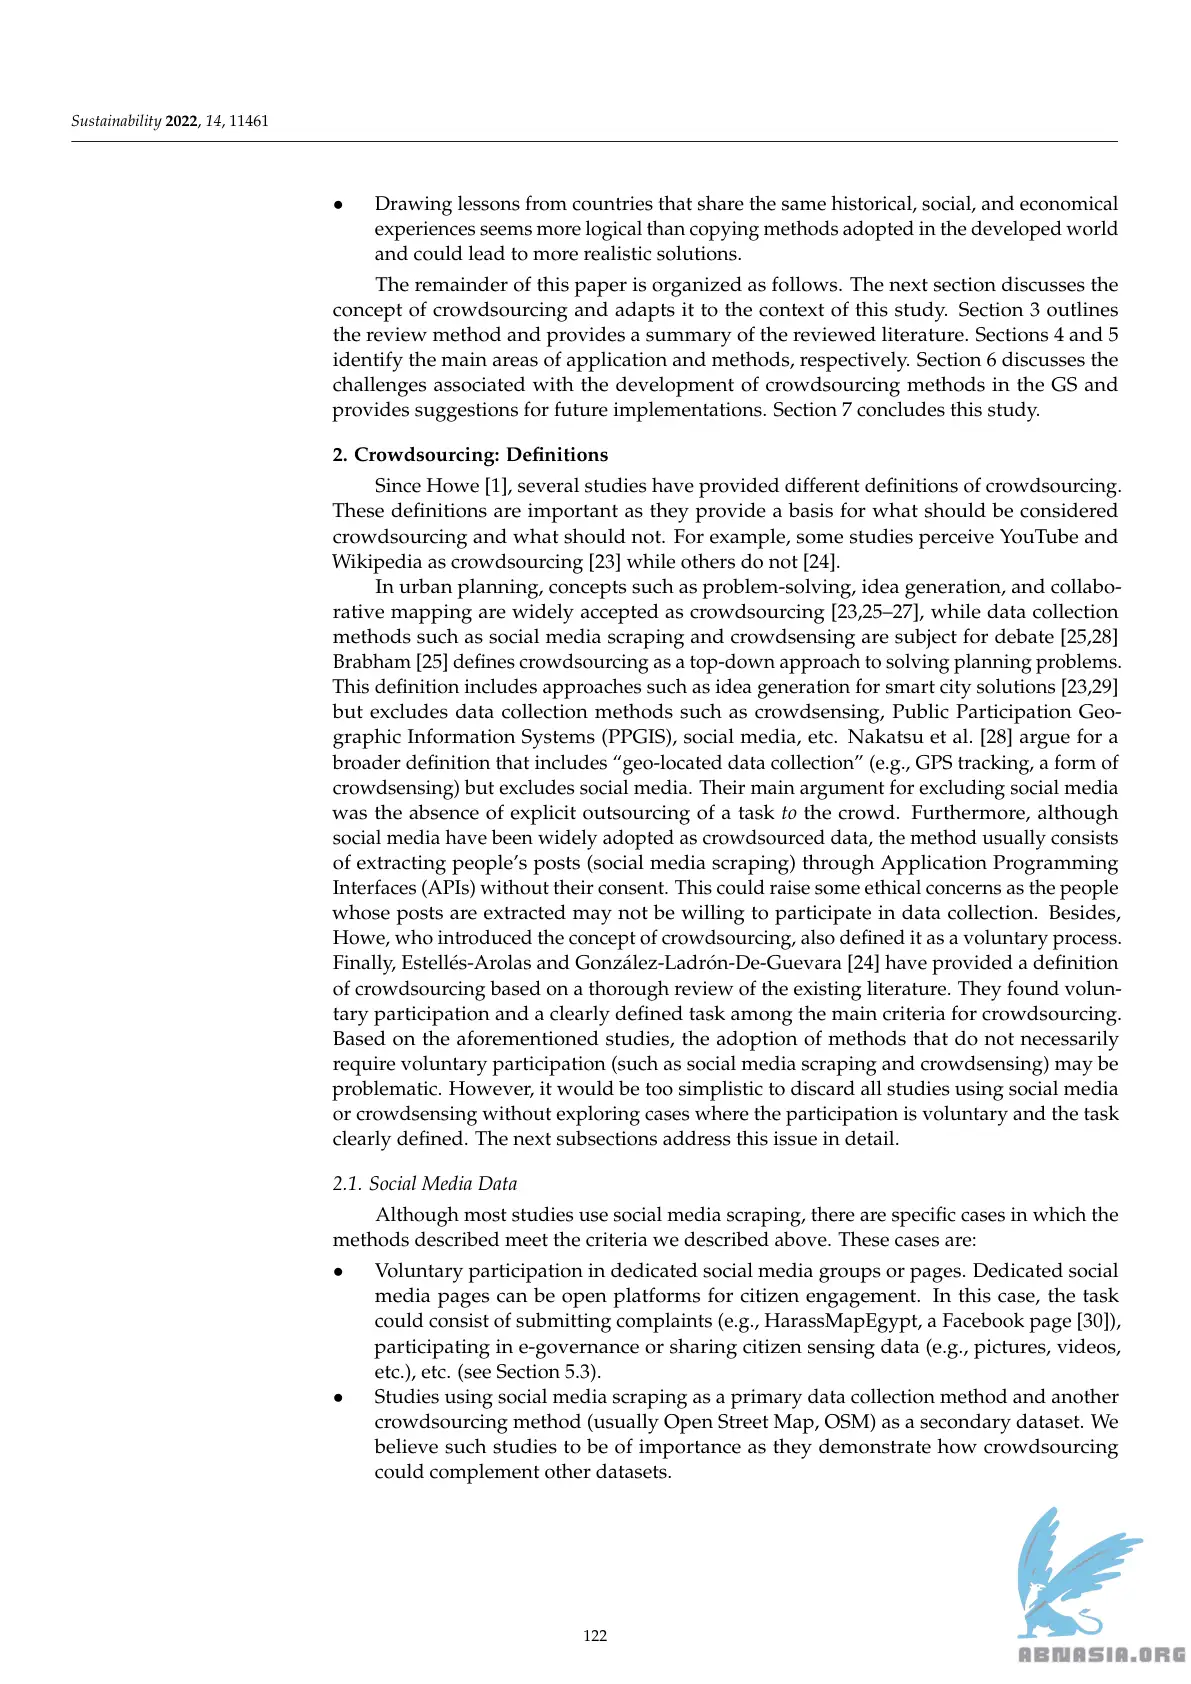 Sustainability 2022, 14, 11461
• Drawing lessons from countries that share the same historical, social, and economical
experiences seems more logical than copying methods adopted in the developed world
and could lead to more realistic solutions.
The remainder of this paper is organized as follows. The next section discusses the
concept of crowdsourcing and adapts it to the context of this study. Section 3 outlines
the review method and provides a summary of the reviewed literature. Sections 4 and 5
identify the main areas of application and methods, respectively. Section 6 discusses the
challenges associated with the development of crowdsourcing methods in the GS and
provides suggestions for future implementations. Section 7 concludes this study.
2. Crowdsourcing: Definitions
Since Howe [1], several studies have provided different definitions of crowdsourcing.
These definitions are important as they provide a basis for what should be considered
crowdsourcing and what should not. For example, some studies perceive YouTube and
Wikipedia as crowdsourcing [23] while others do not [24].
In urban planning, concepts such as problem-solving, idea generation, and collabo-
rative mapping are widely accepted as crowdsourcing [23,25–27], while data collection
methods such as social media scraping and crowdsensing are subject for debate [25,28]
Brabham [25] defines crowdsourcing as a top-down approach to solving planning problems.
This definition includes approaches such as idea generation for smart city solutions [23,29]
but excludes data collection methods such as crowdsensing, Public Participation Geo-
graphic Information Systems (PPGIS), social media, etc. Nakatsu et al. [28] argue for a
broader definition that includes “geo-located data collection” (e.g., GPS tracking, a form of
crowdsensing) but excludes social media. Their main argument for excluding social media
was the absence of explicit outsourcing of a task to the crowd. Furthermore, although
social media have been widely adopted as crowdsourced data, the method usually consists
of extracting people’s posts (social media scraping) through Application Programming
Interfaces (APIs) without their consent. This could raise some ethical concerns as the people
whose posts are extracted may not be willing to participate in data collection. Besides,
Howe, who introduced the concept of crowdsourcing, also defined it as a voluntary process.
Finally, Estellés-Arolas and González-Ladrón-De-Guevara [24] have provided a definition
of crowdsourcing based on a thorough review of the existing literature. They found volun-
tary participation and a clearly defined task among the main criteria for crowdsourcing.
Based on the aforementioned studies, the adoption of methods that do not necessarily
require voluntary participation (such as social media scraping and crowdsensing) may be
problematic. However, it would be too simplistic to discard all studies using social media
or crowdsensing without exploring cases where the participation is voluntary and the task
clearly defined. The next subsections address this issue in detail.
2.1. Social Media Data
Although most studies use social media scraping, there are specific cases in which the
methods described meet the criteria we described above. These cases are:
• Voluntary participation in dedicated social media groups or pages. Dedicated social
media pages can be open platforms for citizen engagement. In this case, the task
could consist of submitting complaints (e.g., HarassMapEgypt, a Facebook page [30]),
participating in e-governance or sharing citizen sensing data (e.g., pictures, videos,
etc.), etc. (see Section 5.3).
• Studies using social media scraping as a primary data collection method and another
crowdsourcing method (usually Open Street Map, OSM) as a secondary dataset. We
believe such studies to be of importance as they demonstrate how crowdsourcing
could complement other datasets.
122
ABNASIA.ORG